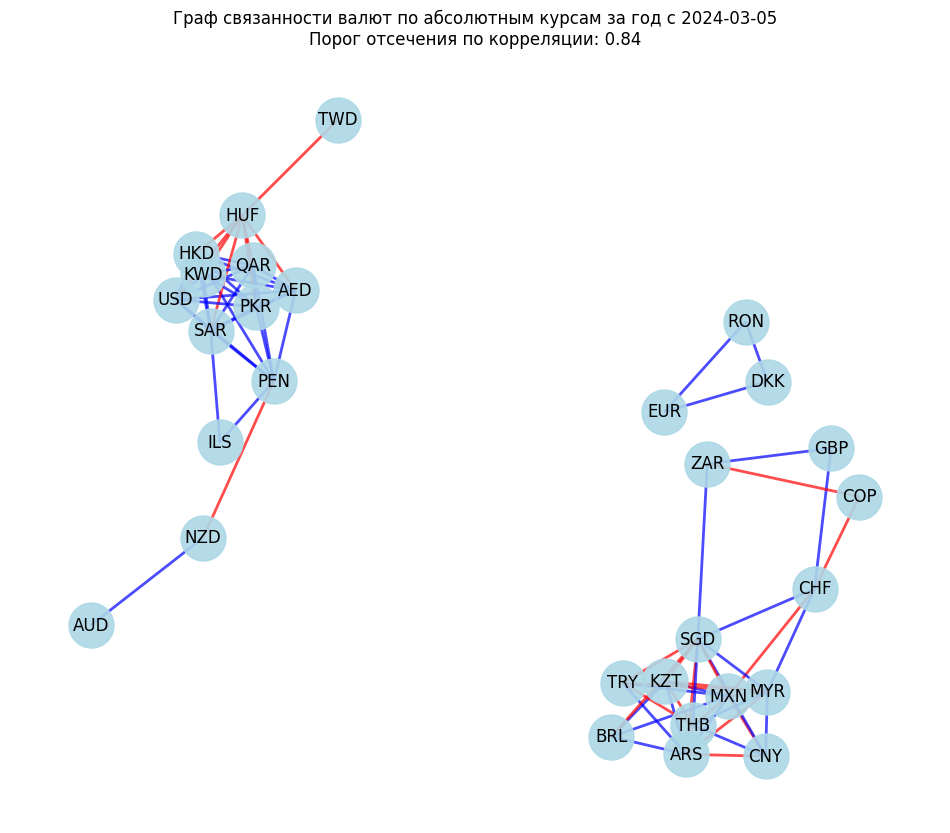 Граф связанности валют по абсолютным курсам за год с 2024-03-05
Порог отсечения по корреляции: 0.84
TWD
HUF
HKD
QAR
KWD
AED
USD
PKR
RON
SAR
PEN
DKK
EUR
ILS
GBP
ZAR
COP
NZD
CHF
AUD
SGD
TRY
KZT
MXN
MYR
THB
BRL
ARS
CNY